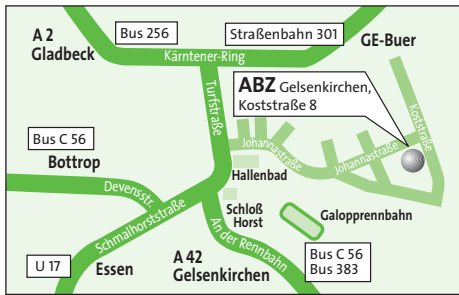 A 2
Gladbeck
Bus 256
Straßenbahn 301
GE-Buer
Kärntener-Ring
Turfstraße
ABZ Gelsenkirchen,
Koststraße 8
Koststraße
Bus C 56
Bottrop
Johannastraße
Johannastraße
Hallenbad
Devensstr.
Schmalhorststraße
Schloß
Horst
Galopprennbahn
An der Rennbahn
U 17
Essen
A 42
Gelsenkirchen
Bus C 56
Bus 383